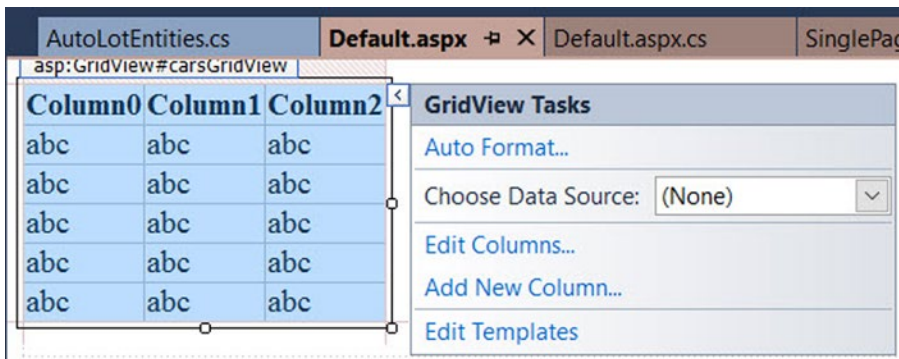 AutoLotEntities.cs Default.aspx Default.aspx.cs
asp:GridView#carsGridView
Column0 Column1 Column2
abc abc abc
abc abc abc
abc abc abc
abc abc abc
abc abc abc
GridView Tasks
Auto Format...
Choose Data Source: (None)
Edit Columns...
Add New Column...
Edit Templates